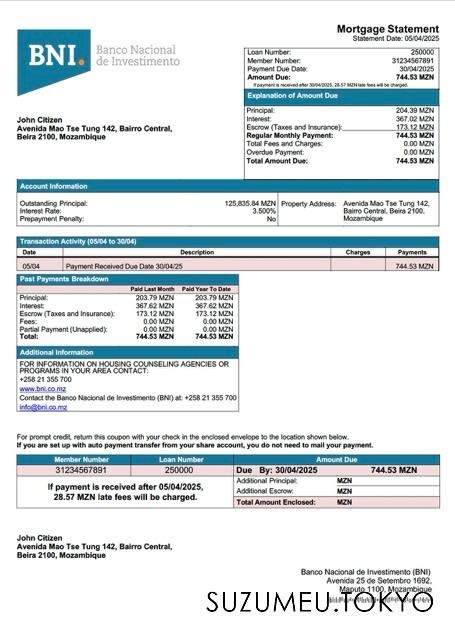 BNI.
Banco Nacional
de Investimento
Mortgage Statement
Statement Date: 05/04/2025
Loan Number: 250000
Member Number: 31234567891
Payment Due Date: 30/04/2025
Amount Due: 744.53 MZN
If payment is received after 30/04/2025, 28.57 MZN late fees will be charged.
Explanation of Amount Due
Principal: 204.39 MZN
Interest: 367.02 MZN
Escrow (Taxes and Insurance): 173.12 MZN
Regular Monthly Payment: 744.53 MZN
Total Fees and Charges: 0.00 MZN
Overdue Payment: 0.00 MZN
Total Amount Due: 744.53 MZN
John Citizen
Avenida Mao Tse Tung 142, Bairro Central,
Beira 2100, Mozambique
Account Information
Outstanding Principal: 125,835.84 MZN
Interest Rate: 3.500%
Prepayment Penalty: No
Property Address: Avenida Mao Tse Tung 142,
Bairro Central, Beira 2100,
Mozambique
Transaction Activity (05/04 to 30/04)
Date Description Charges Payments
05/04 Payment Received Due Date 30/04/25 744.53 MZN
Past Payments Breakdown
Paid Last Month Paid Year To Date
Principal: 203.79 MZN 203.79 MZN
Interest: 367.62 MZN 367.62 MZN
Escrow (Taxes and Insurance): 173.12 MZN 173.12 MZN
Fees: 0.00 MZN 0.00 MZN
Partial Payment (Unapplied): 0.00 MZN 0.00 MZN
Total: 744.53 MZN 744.53 MZN
Additional Information
FOR INFORMATION ON HOUSING COUNSELING AGENCIES OR
PROGRAMS IN YOUR AREA CONTACT:
+258 21 355 700
www.bni.co.mz
Contact the Banco Nacional de Investimento (BNI) at: +258 21 355 700
info@bni.co.mz
For prompt credit, return this coupon with your check in the enclosed envelope to the location shown below.
If you are set up with auto payment transfer from your share account, you do not need to mail your payment.
Member Number Loan Number Amount Due
31234567891 250000 Due By: 30/04/2025 744.53 MZN
If payment is received after 05/04/2025,
28.57 MZN late fees will be charged.
Additional Principal: MZN
Additional Escrow: MZN
Total Amount Enclosed: MZN
John Citizen
Avenida Mao Tse Tung 142, Bairro Central,
Beira 2100, Mozambique
Banco Nacional de Investimento (BNI)
Avenida 25 de Setembro 1692,
Maputo 1100, Mozambique
SUZUMEU.TOKYO